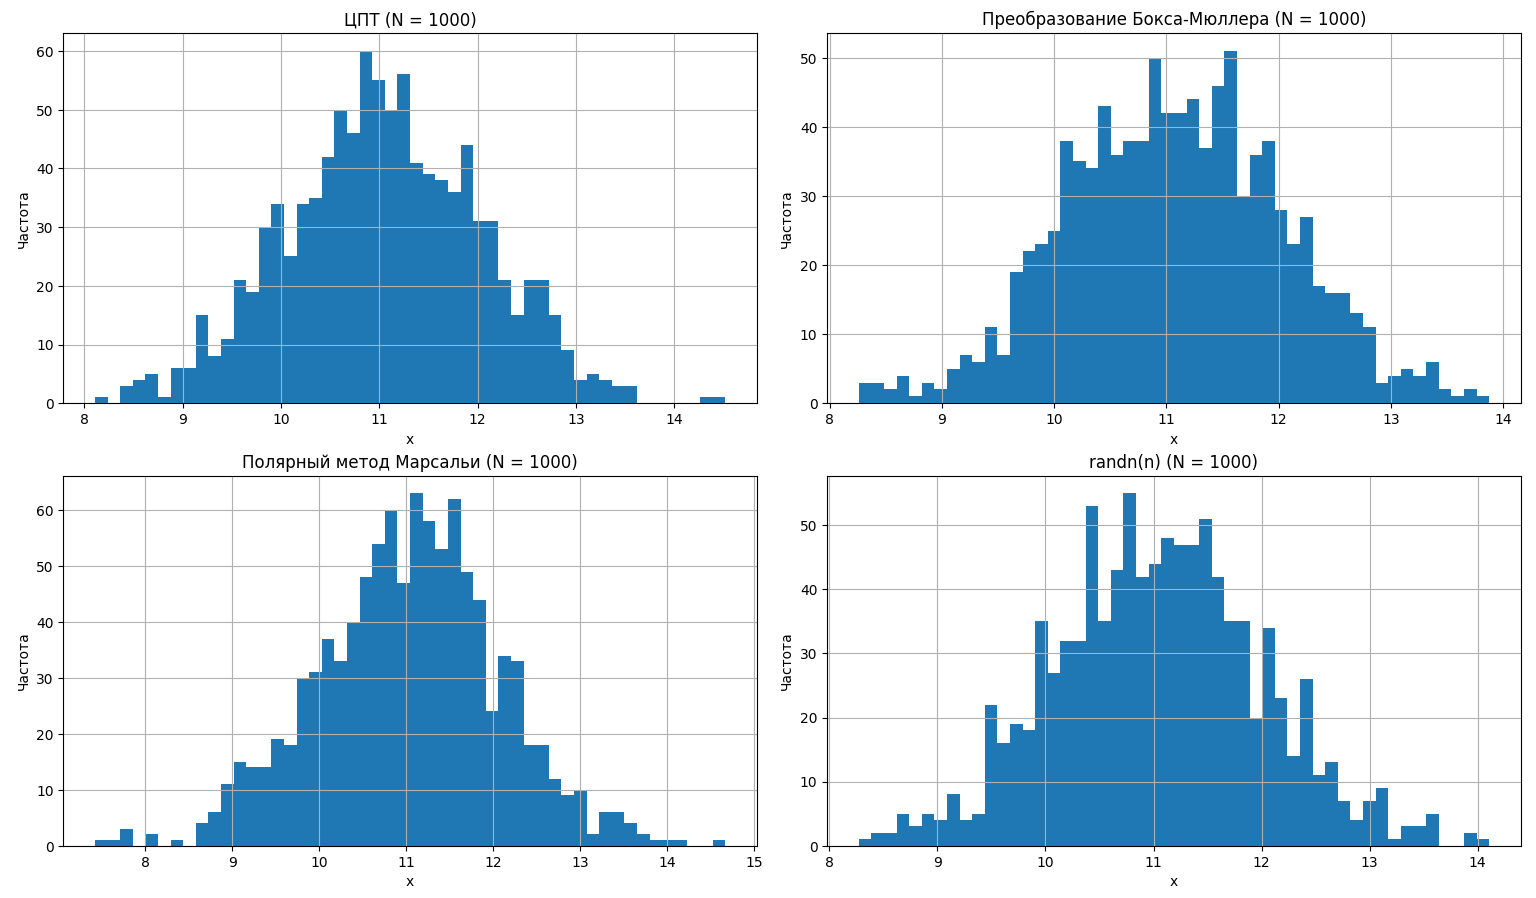 ЦПТ (N = 1000)
Частота
60
50
40
30
20
10
0
8 9 10 11 12 13 14
x
Преобразование Бокса-Мюллера (N = 1000)
Частота
50
40
30
20
10
0
8 9 10 11 12 13 14
x
Полярный метод Марсальи (N = 1000)
Частота
60
50
40
30
20
10
0
8 9 10 11 12 13 14 15
x
randn(n) (N = 1000)
Частота
50
40
30
20
10
0
8 9 10 11 12 13 14
x